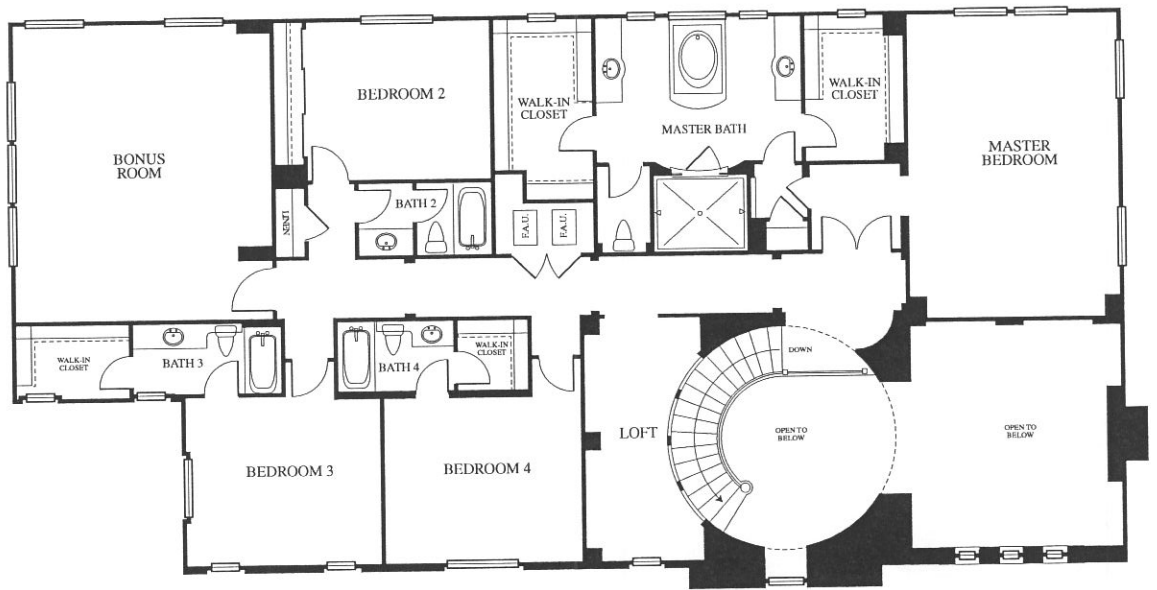 BEDROOM 2
WALK-IN
CLOSET
WALK-IN
CLOSET
MASTER BATH
BONUS
ROOM
MASTER
BEDROOM
BATH 2
LINEN
F.A.U.
F.A.U.
WALK-IN
CLOSET
BATH 3
BATH 4
WALK-IN
CLOSET
DOWN
LOFT
OPEN TO
BELOW
OPEN TO
BELOW
BEDROOM 3
BEDROOM 4